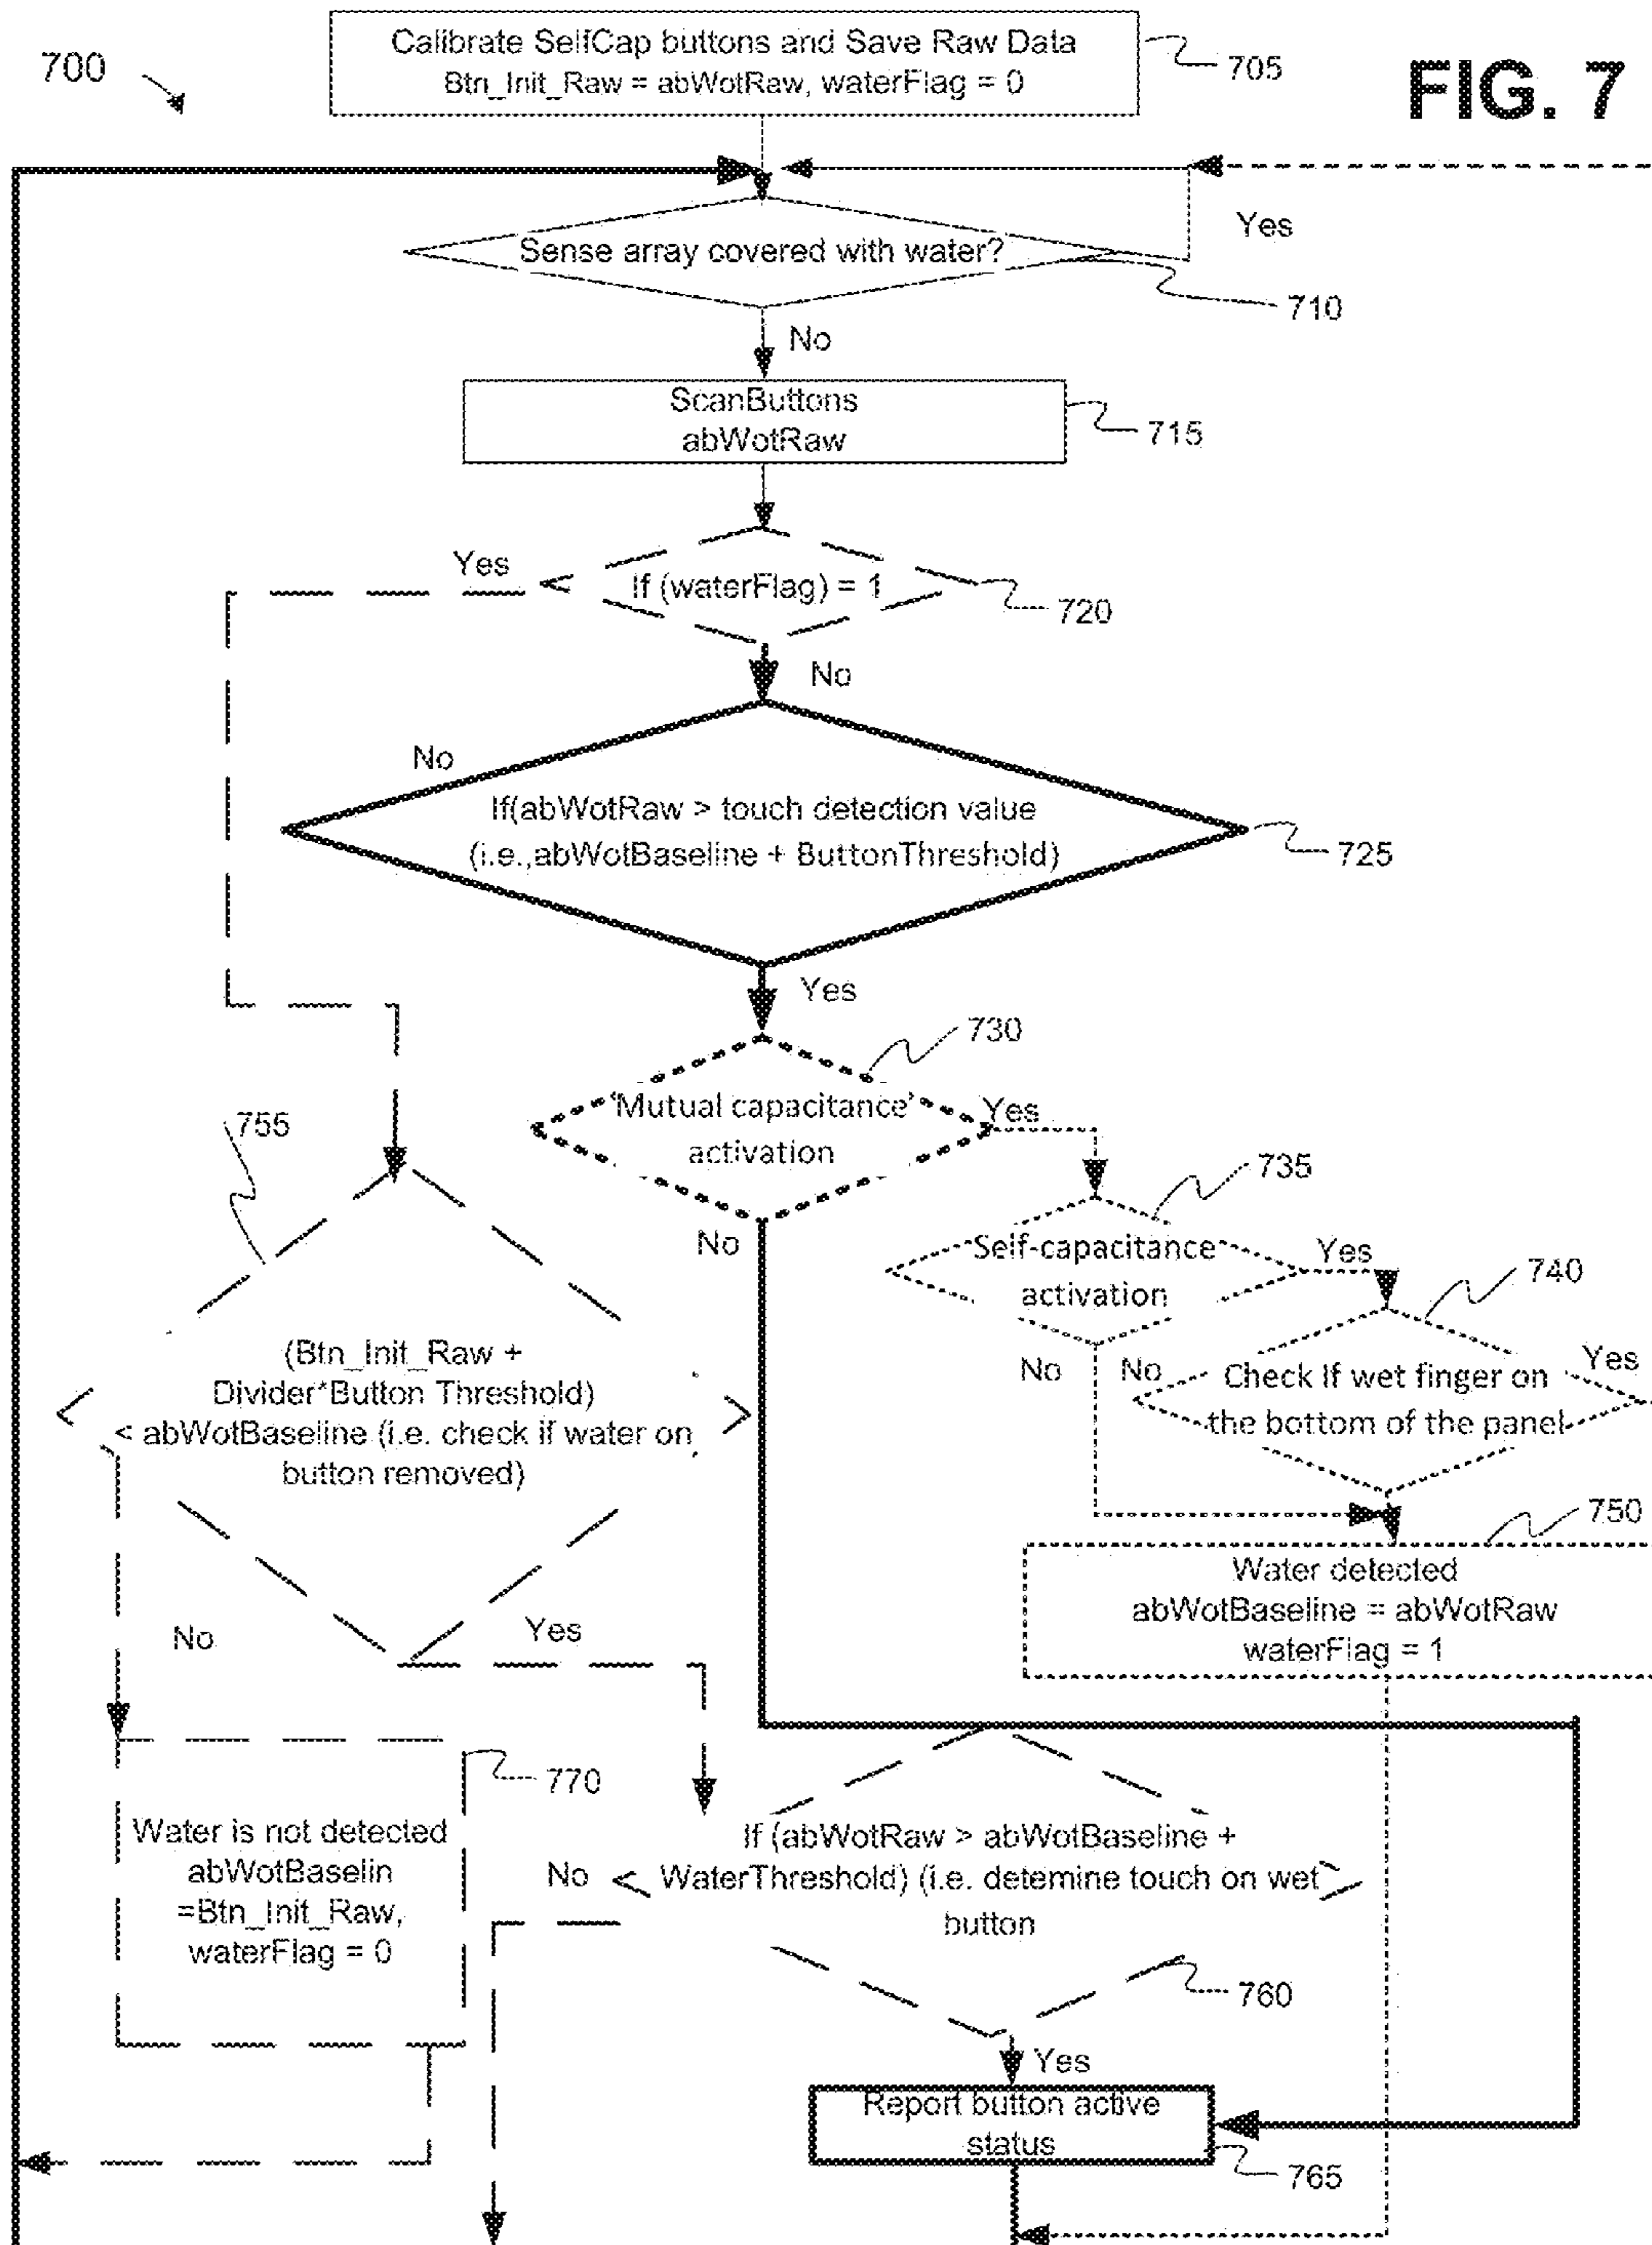 700
Calibrate SelfCap buttons and Save Raw Data
Btn_Init_Raw = abWotRaw, waterFlag = 0
705
FIG. 7
Yes
Sense array covered with water?
710
No
ScanButtons
abWotRaw
715
Yes
If (waterFlag) = 1
720
No
No
If(abWotRaw > touch detection value
(i.e.,abWotBaseline + ButtonThreshold)
725
Yes
730
Mutual capacitance
activation
Yes
No
755
735
Self-capacitance
activation
Yes
No
740
No
Check If wet finger on
the bottom of the panel
Yes
(Btn_Init_Raw +
Divider*Button Threshold)
< abWotBaseline (i.e. check if water on
button removed)
No
Yes
750
Water detected
abWotBaseline = abWotRaw
waterFlag = 1
770
Water is not detected
abWotBaselin
=Btn_Init_Raw,
waterFlag = 0
If (abWotRaw > abWotBaseline +
WaterThreshold) (i.e. detemine touch on wet
button
No
760
Yes
Report button active
status
765